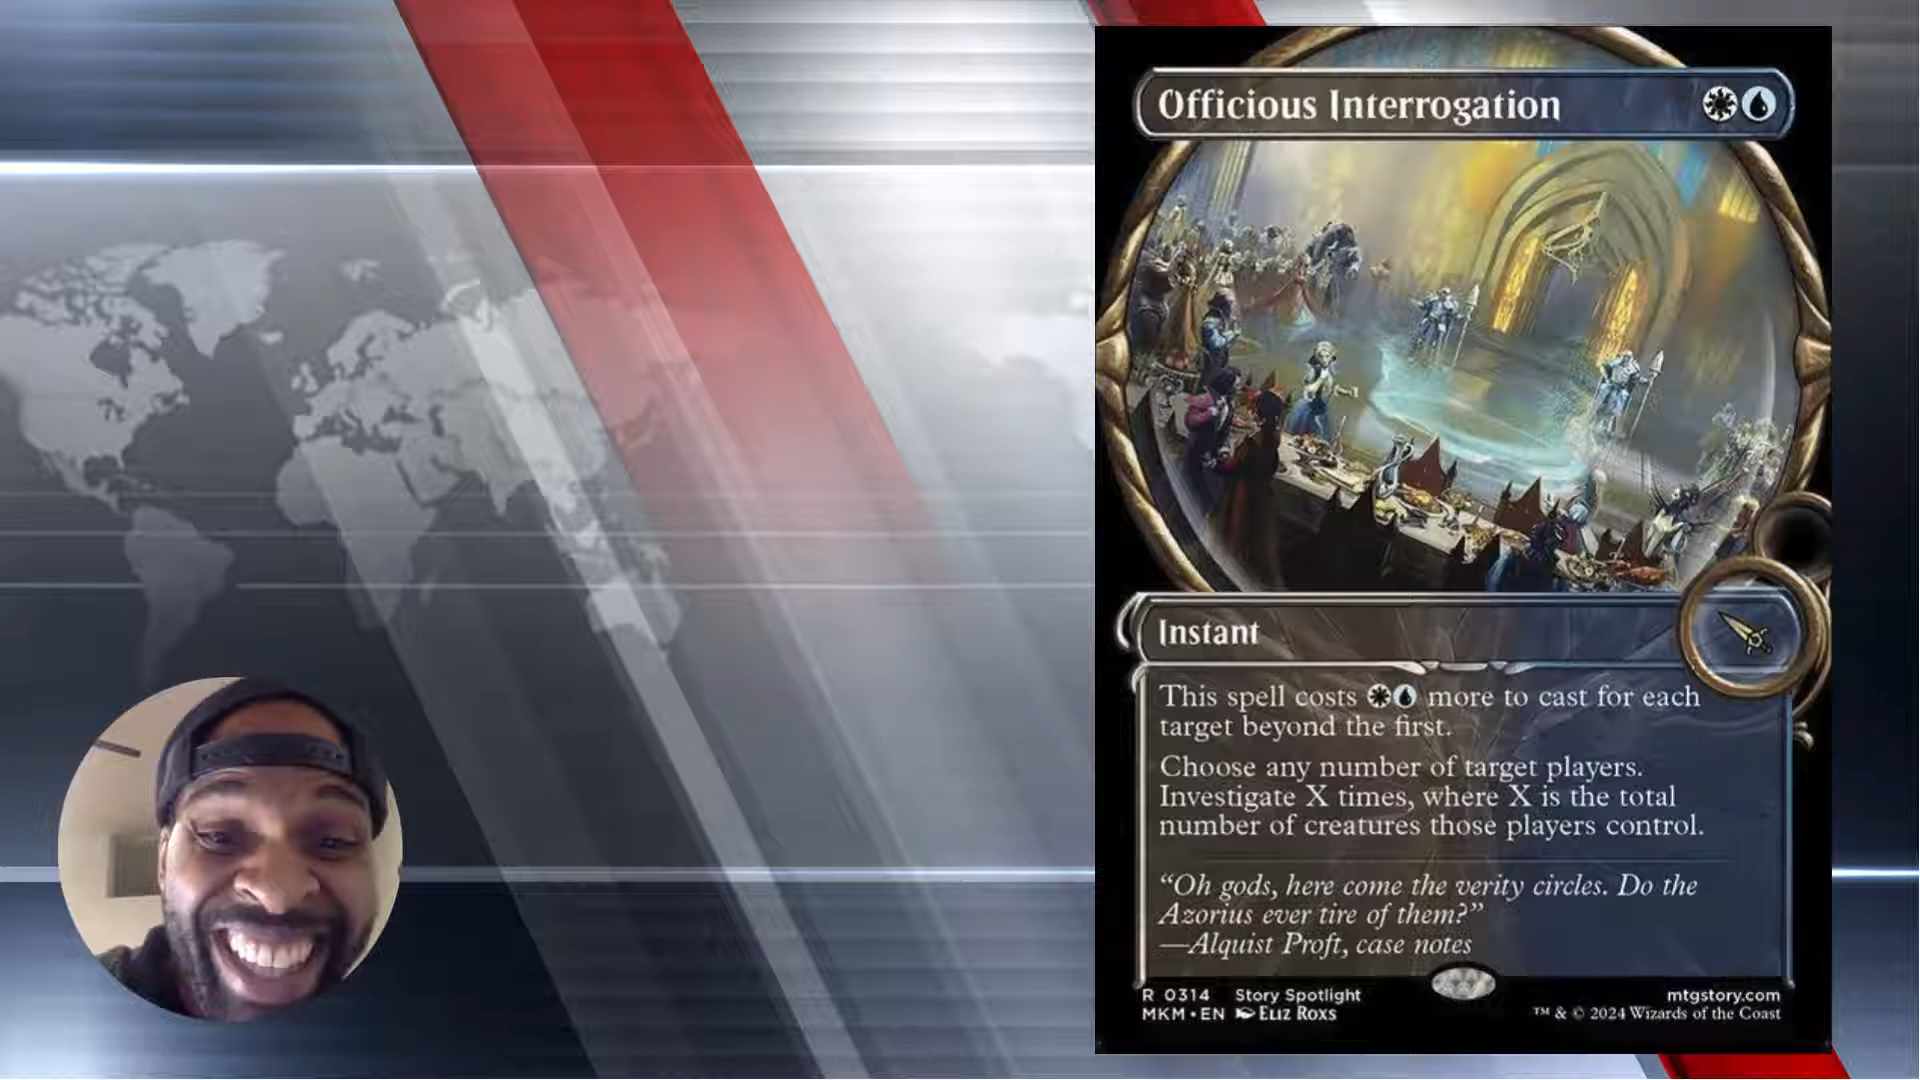 Officious Interrogation
Instant
This spell costs more to cast for each
target beyond the first.
Choose any number of target players.
Investigate X times, where X is the total
number of creatures those players control.
“Oh gods, here come the verity circles. Do the
Azorius ever tire of them?”
—Alquist Proft, case notes
R 0314 Story Spotlight
MKM • EN Eliz Roxs
mtgstory.com
™ & © 2024 Wizards of the Coast